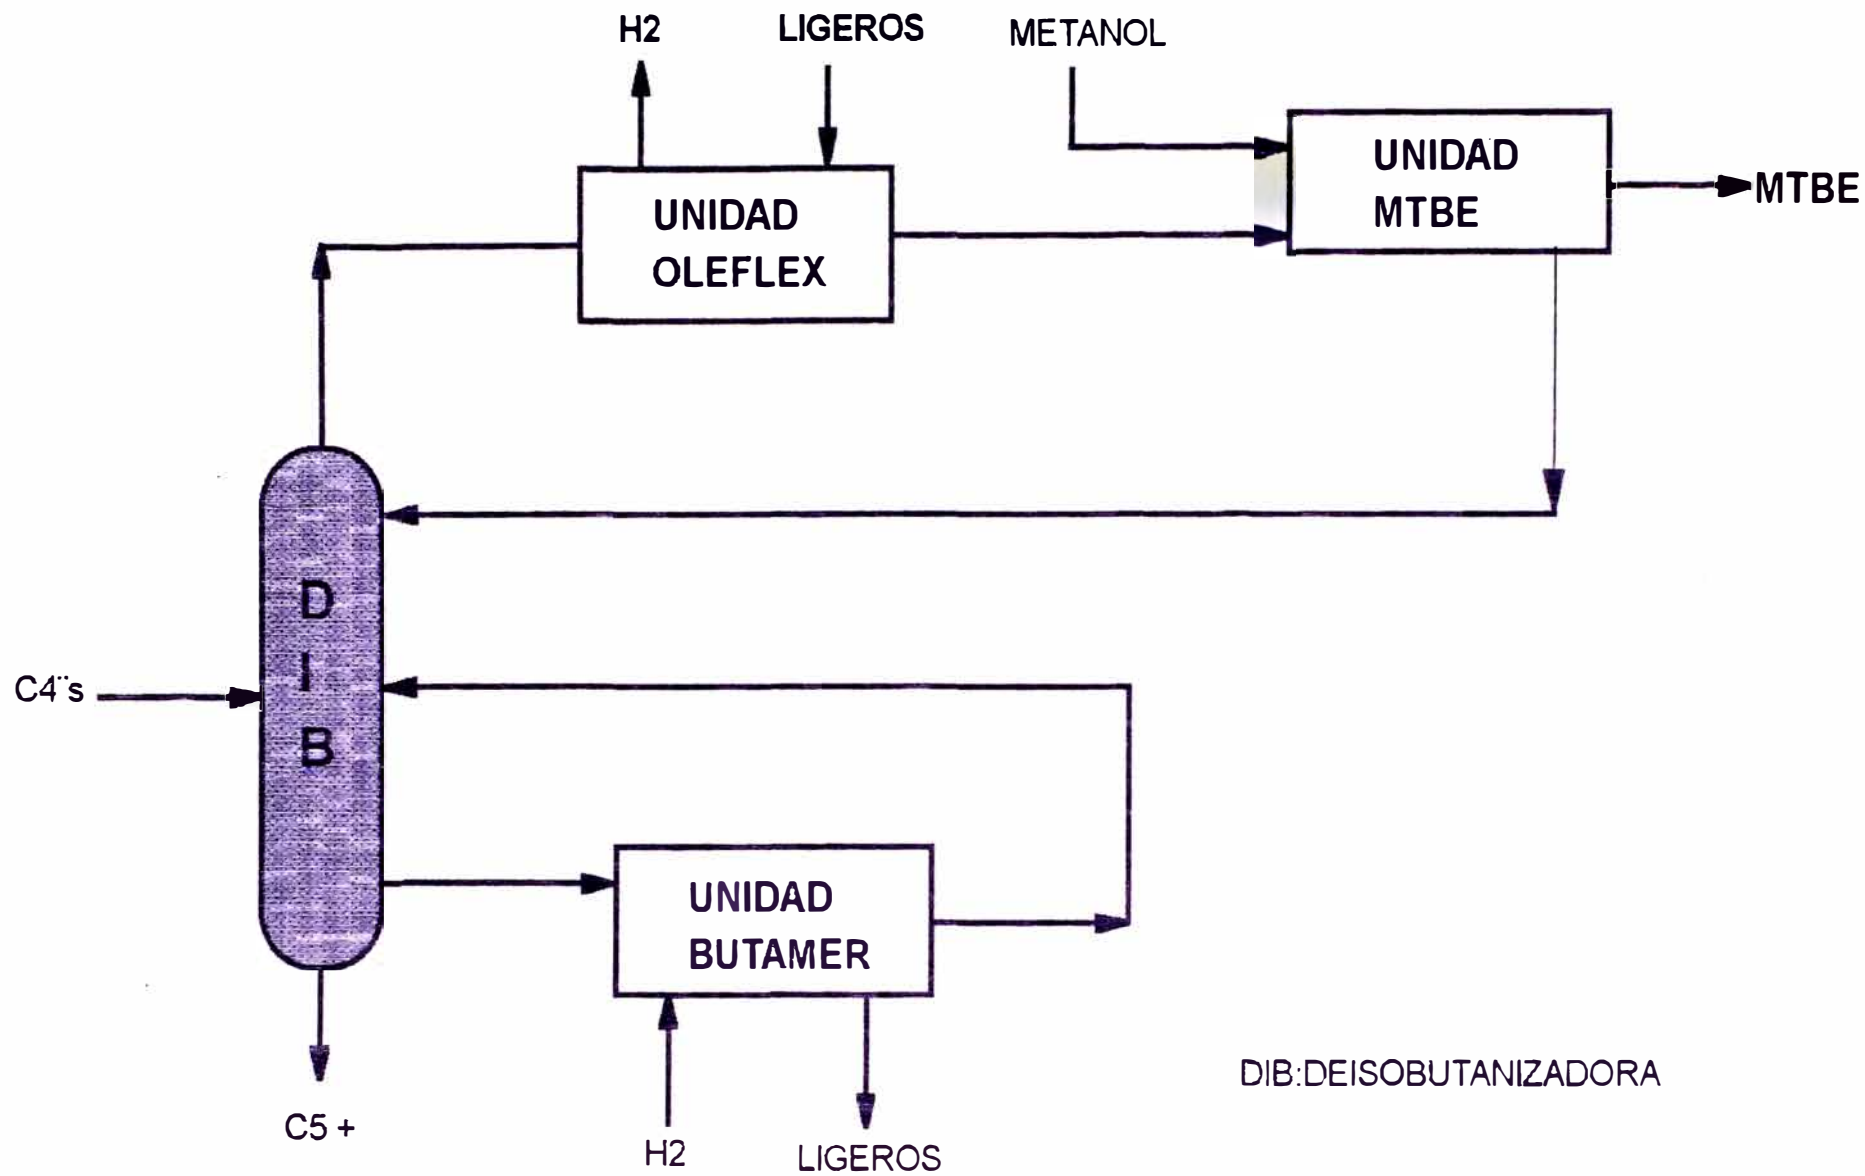 H2
LIGEROS
METANOL
UNIDAD
MTBE
MTBE
UNIDAD
OLEFLEX
D
I
B
C4¨s
UNIDAD
BUTAMER
DIB:DEISOBUTANIZADORA
C5 +
H2
LIGEROS